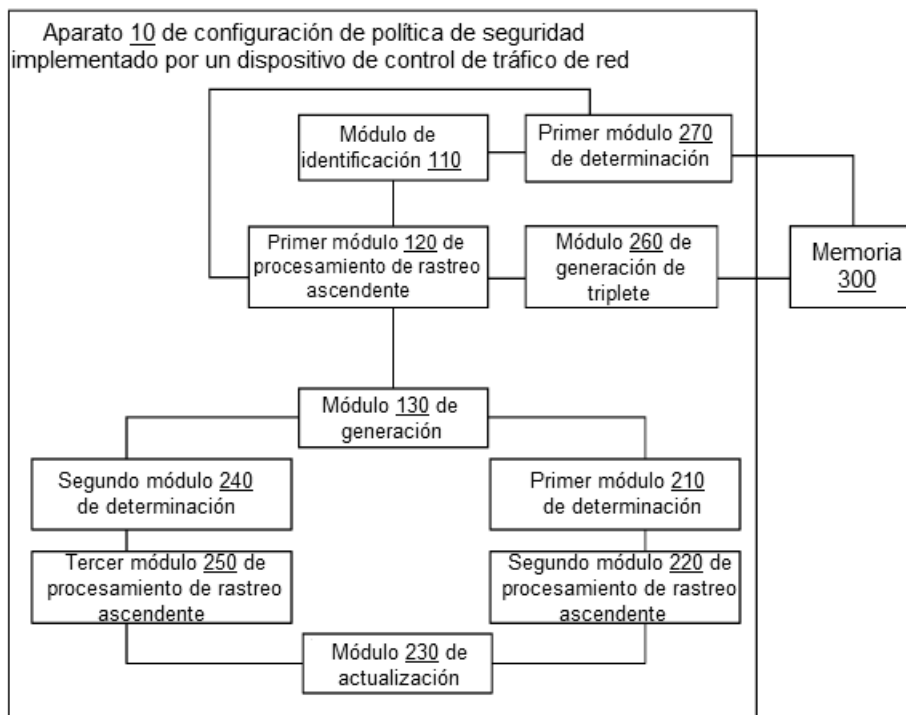 Aparato 10 de configuración de política de seguridad
implementado por un dispositivo de control de tráfico de red
Módulo de
identificación 110
Primer módulo 270
de determinación
Primer módulo 120 de
procesamiento de rastreo
ascendente
Módulo 260 de
generación de
triplete
Memoria
300
Módulo 130 de
generación
Segundo módulo 240
de determinación
Primer módulo 210
de determinación
Tercer módulo 250 de
procesamiento de rastreo
ascendente
Segundo módulo 220 de
procesamiento de rastreo
ascendente
Módulo 230 de
actualización